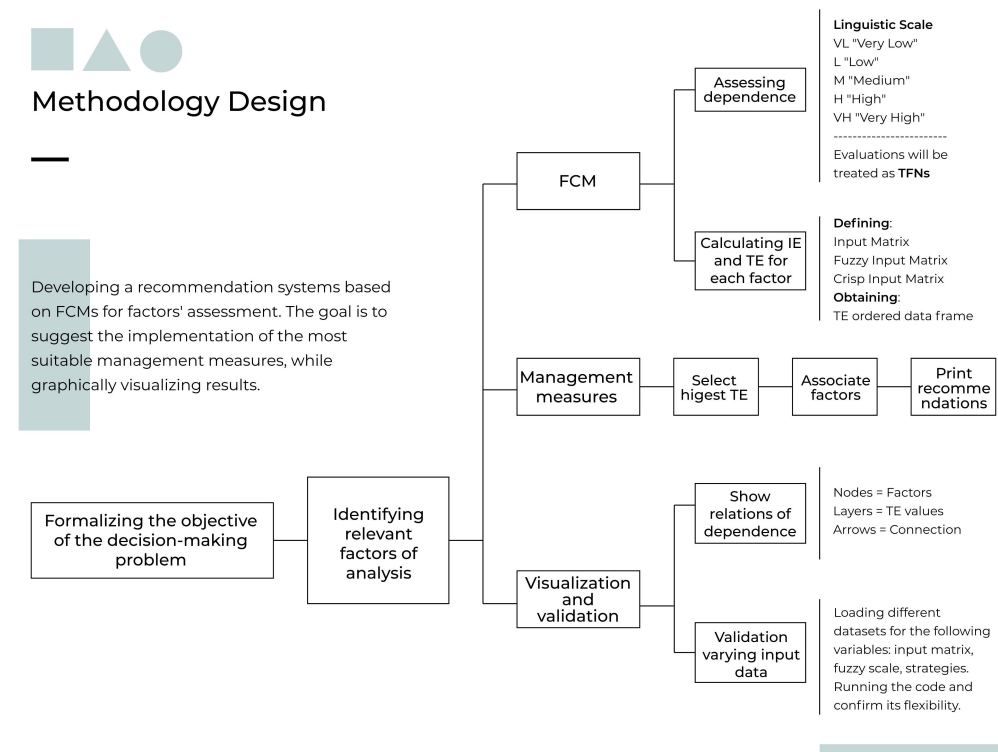 Methodology Design
Developing a recommendation systems based
on FCMs for factors' assessment. The goal is to
suggest the implementation of the most
suitable management measures, while
graphically visualizing results.
Formalizing the objective
of the decision-making
problem
Identifying
relevant
factors of
analysis
FCM
Assessing
dependence
Linguistic Scale
VL "Very Low"
L "Low"
M "Medium"
H "High"
VH "Very High"
------------------------
Evaluations will be
treated as TFNs
Calculating IE
and TE for
each factor
Defining:
Input Matrix
Fuzzy Input Matrix
Crisp Input Matrix
Obtaining:
TE ordered data frame
Management
measures
Select
higest TE
Associate
factors
Print
recomme
ndations
Visualization
and
validation
Show
relations of
dependence
Nodes = Factors
Layers = TE values
Arrows = Connection
Validation
varying input
data
Loading different
datasets for the following
variables: input matrix,
fuzzy scale, strategies.
Running the code and
confirm its flexibility.